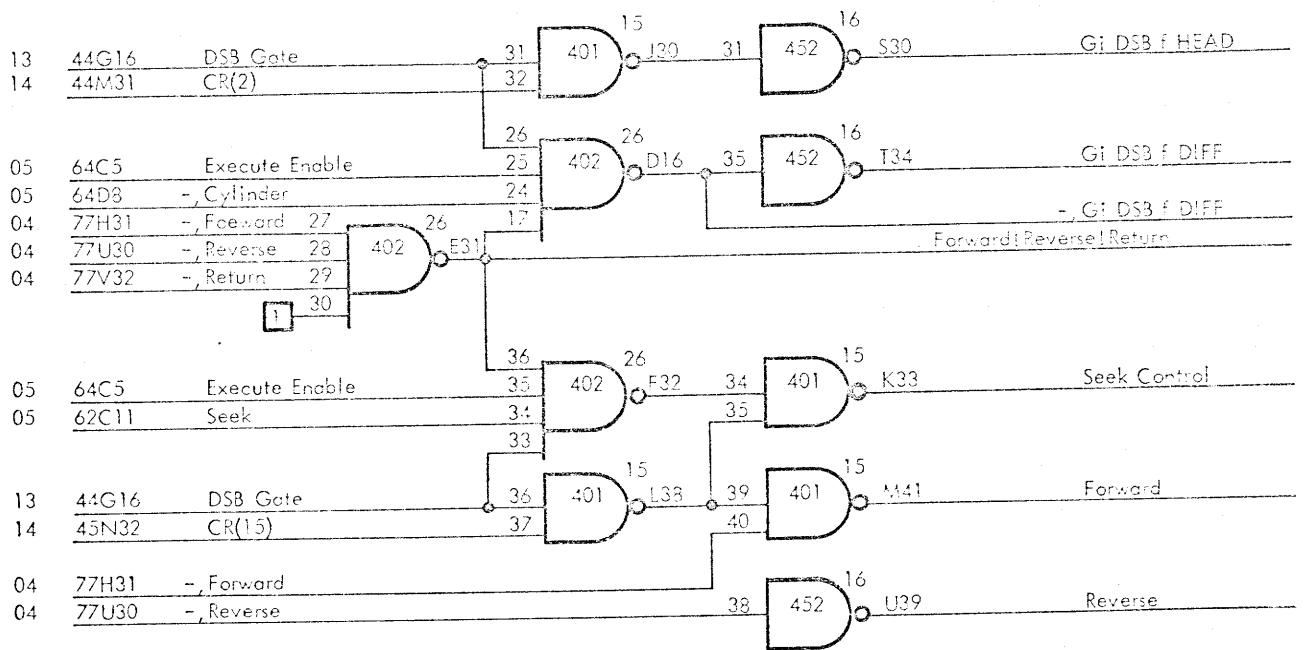 15 16
13 44G16 DSB Gate 31 401 J30 31 452 S30 Gi DSB f HEAD
14 44M31 CR(2) 32
26 26 16
05 64C5 Execute Enable 25 402 D16 35 452 T34 Gi DSB f DIFF
05 64D8 -,Cylinder 24
04 77H31 -,Foeward 27 26 17 -, Gi DSB f DIFF
04 77U30 -,Reverse 28 402 E31 Forward|Reverse|Return
04 77V32 -,Return 29
1 30
36 26 15
05 64C5 Execute Enable 35 402 F32 34 401 K33 Seek Control
05 62C11 Seek 34 35
33 15 15
13 44G16 DSB Gate 36 401 L38 39 401 M41 Forward
14 45N32 CR(15) 37 40
04 77H31 -,Forward 16
04 77U30 -,Reverse 38 452 U39 Reverse